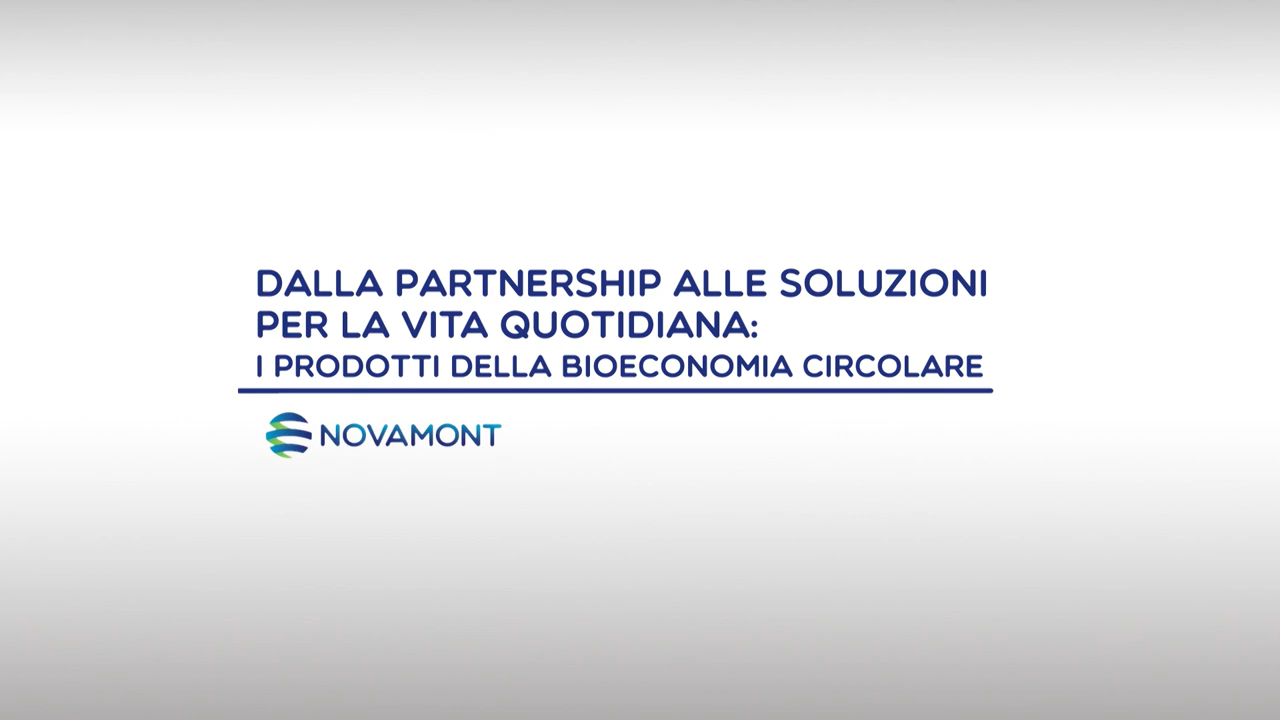 DALLA PARTNERSHIP ALLE SOLUZIONI
PER LA VITA QUOTIDIANA:
I PRODOTTI DELLA BIOECONOMIA CIRCOLARE
NOVAMONT